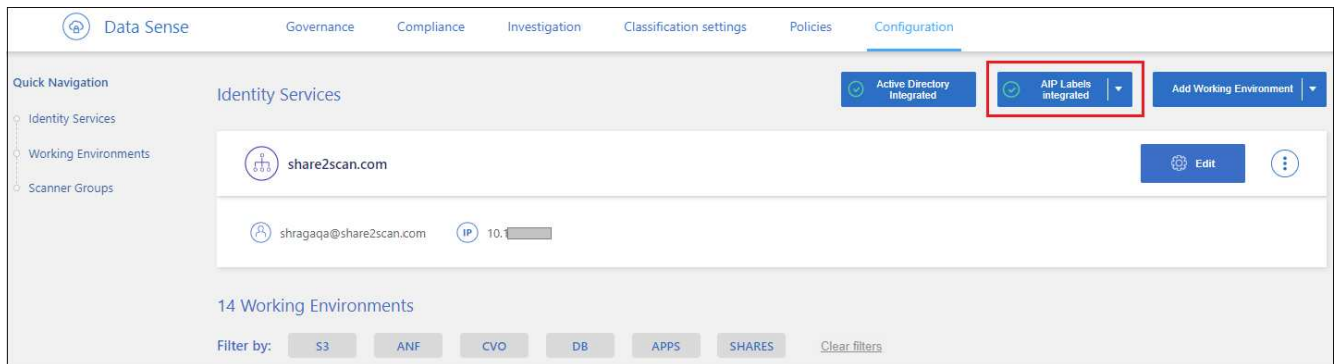 Data Sense
Governance
Compliance
Investigation
Classification settings
Policies
Configuration
Quick Navigation
Identity Services
Working Environments
Scanner Groups
Identity Services
Active Directory
Integrated
AIP Labels
integrated
Add Working Environment
share2scan.com
Edit
shragaqa@share2scan.com
IP
10.1
14 Working Environments
Filter by:
S3
ANF
CVO
DB
APPS
SHARES
Clear filters